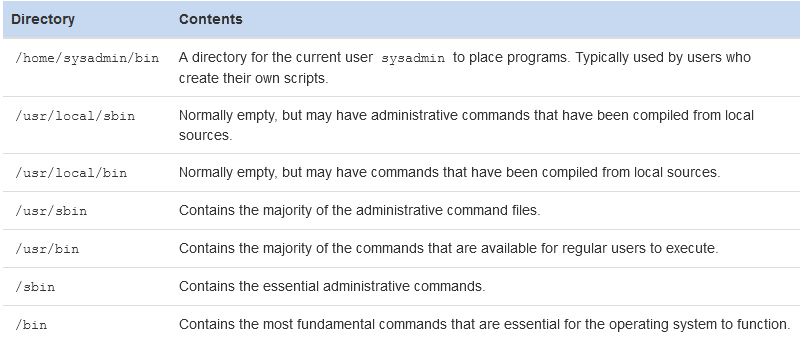 Directory Contents
/home/sysadmin/bin A directory for the current user sysadmin to place programs. Typically used by users who
create their own scripts.
/usr/local/sbin Normally empty, but may have administrative commands that have been compiled from local
sources.
/usr/local/bin Normally empty, but may have commands that have been compiled from local sources.
/usr/sbin Contains the majority of the administrative command files.
/usr/bin Contains the majority of the commands that are available for regular users to execute.
/sbin Contains the essential administrative commands.
/bin Contains the most fundamental commands that are essential for the operating system to function.